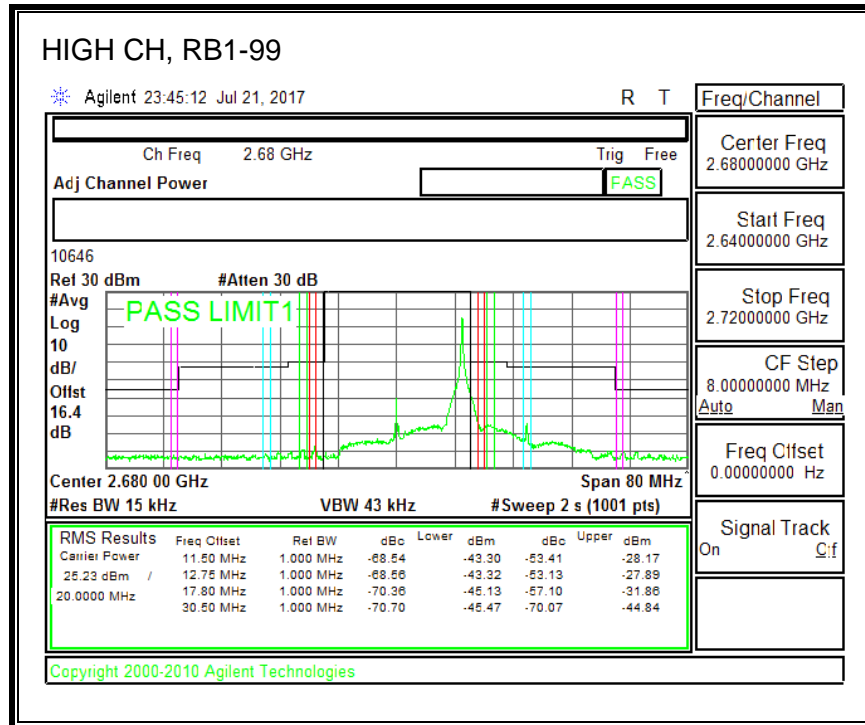 HIGH CH, RB1-99
Agilent 23:45:12 Jul 21, 2017 R T
Freq/Channel
Ch Freq 2.68 GHz Trig Free
Adj Channel Power PASS
Center Freq
2.68000000 GHz
Start Freq
2.64000000 GHz
10646
Ref 30 dBm #Atten 30 dB
#Avg
Log
10
dB/
Offst
16.4
dB
PASS LIMIT1
Stop Freq
2.72000000 GHz
CF Step
8.00000000 MHz
Auto Man
Freq Offset
0.00000000 Hz
Center 2.680 00 GHz Span 80 MHz
#Res BW 15 kHz VBW 43 kHz #Sweep 2 s (1001 pts)
Signal Track
On Off
RMS Results Freq Offset Ref BW dBc Lower dBm dBc Upper dBm
Carrier Power 11.50 MHz 1.000 MHz -68.54 -43.30 -53.41 -28.17
25.23 dBm / 12.75 MHz 1.000 MHz -68.56 -43.32 -53.13 -27.89
20.0000 MHz 17.80 MHz 1.000 MHz -70.36 -45.13 -57.10 -31.86
30.50 MHz 1.000 MHz -70.70 -45.47 -70.07 -44.84
Copyright 2000-2010 Agilent Technologies